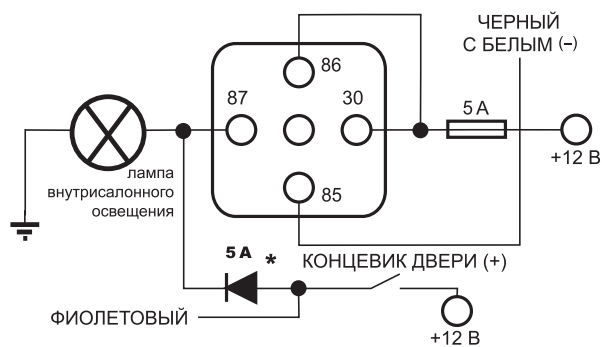 ЧЕРНЫЙ
С БЕЛЫМ (–)
86
87
30
5 А
+12 В
лампа
внутрисалонного
освещения
85
5 А *
КОНЦЕВИК ДВЕРИ (+)
ФИОЛЕТОВЫЙ
+12 В